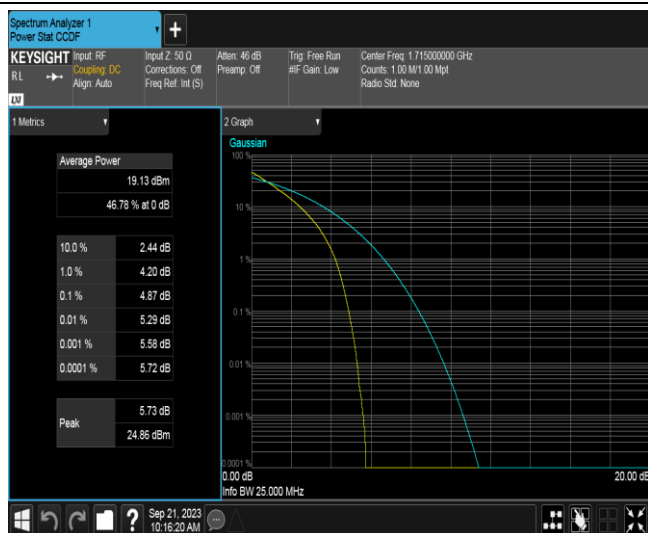 Spectrum Analyzer 1
Power Stat CCDF
+
KEYSIGHT
RL
LXI
Input: RF
Coupling: DC
Align: Auto
Input Z: 50 Ω
Corrections: Off
Freq Ref: Int (S)
Atten: 46 dB
Preamp: Off
Trig: Free Run
#IF Gain: Low
Center Freq: 1.715000000 GHz
Counts: 1.00 M/1.00 Mpt
Radio Std: None
1 Metrics
Average Power
19.13 dBm
46.78 % at 0 dB
10.0 % 2.44 dB
1.0 % 4.20 dB
0.1 % 4.87 dB
0.01 % 5.29 dB
0.001 % 5.58 dB
0.0001 % 5.72 dB
Peak
5.73 dB
24.86 dBm
2 Graph
Gaussian
100 %
10 %
1 %
0.1 %
0.01 %
0.001 %
0.0001 %
0.00 dB 20.00 dB
Info BW 25.000 MHz
?
Sep 21, 2023
10:16:20 AM